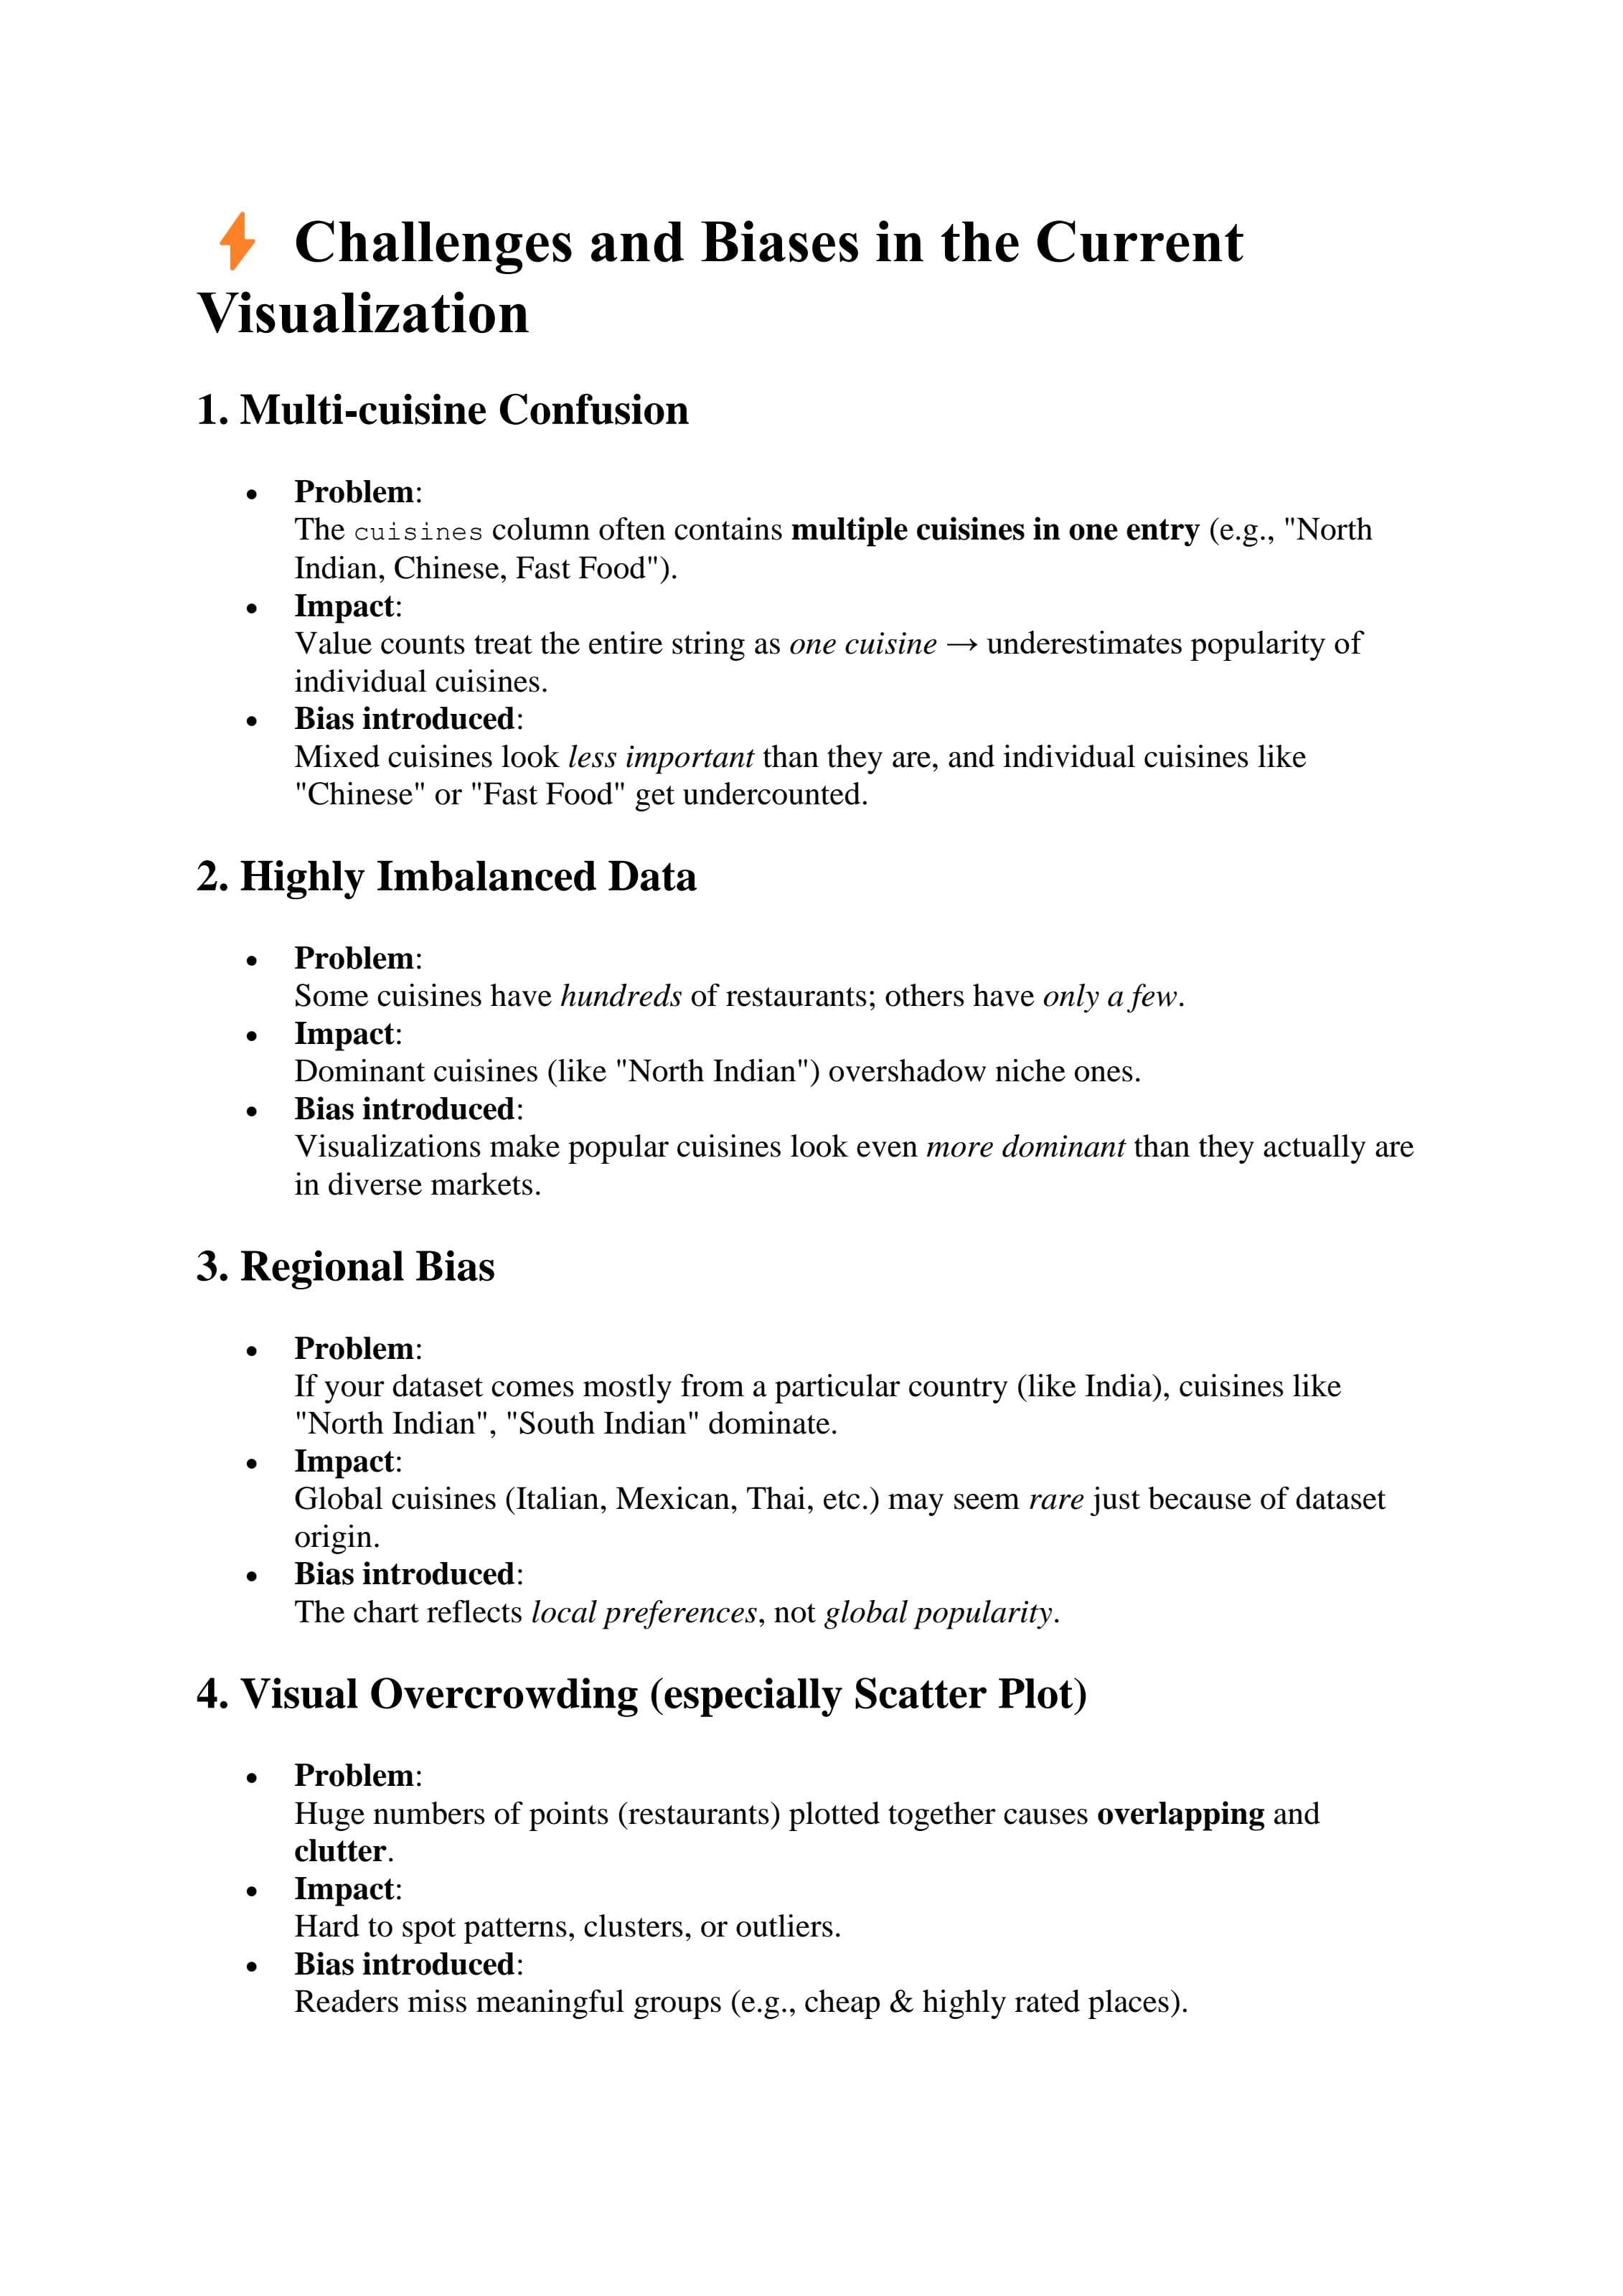 ⚡ Challenges and Biases in the Current
Visualization
1. Multi-cuisine Confusion
• Problem:
The cuisines column often contains multiple cuisines in one entry (e.g., "North
Indian, Chinese, Fast Food").
• Impact:
Value counts treat the entire string as one cuisine → underestimates popularity of
individual cuisines.
• Bias introduced:
Mixed cuisines look less important than they are, and individual cuisines like
"Chinese" or "Fast Food" get undercounted.
2. Highly Imbalanced Data
• Problem:
Some cuisines have hundreds of restaurants; others have only a few.
• Impact:
Dominant cuisines (like "North Indian") overshadow niche ones.
• Bias introduced:
Visualizations make popular cuisines look even more dominant than they actually are
in diverse markets.
3. Regional Bias
• Problem:
If your dataset comes mostly from a particular country (like India), cuisines like
"North Indian", "South Indian" dominate.
• Impact:
Global cuisines (Italian, Mexican, Thai, etc.) may seem rare just because of dataset
origin.
• Bias introduced:
The chart reflects local preferences, not global popularity.
4. Visual Overcrowding (especially Scatter Plot)
• Problem:
Huge numbers of points (restaurants) plotted together causes overlapping and
clutter.
• Impact:
Hard to spot patterns, clusters, or outliers.
• Bias introduced:
Readers miss meaningful groups (e.g., cheap & highly rated places).